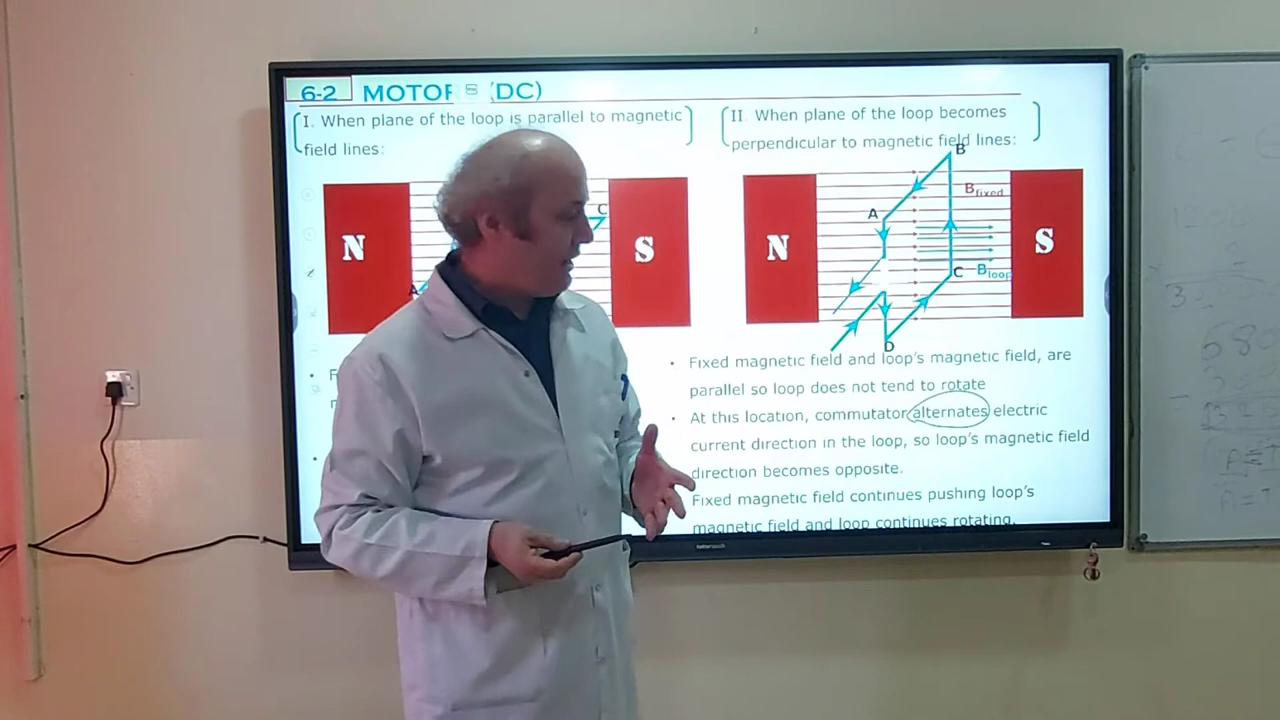 6-2 MOTORS (DC)
I. When plane of the loop is parallel to magnetic
field lines:
II. When plane of the loop becomes
perpendicular to magnetic field lines:
N
A
C
S
N
A
B
B fixed
C
B loop
D
S
• Fixed magnetic field and loop's magnetic field, are
parallel so loop does not tend to rotate
• At this location, commutator alternates electric
current direction in the loop, so loop's magnetic field
direction becomes opposite.
Fixed magnetic field continues pushing loop's
magnetic field and loop continues rotating.